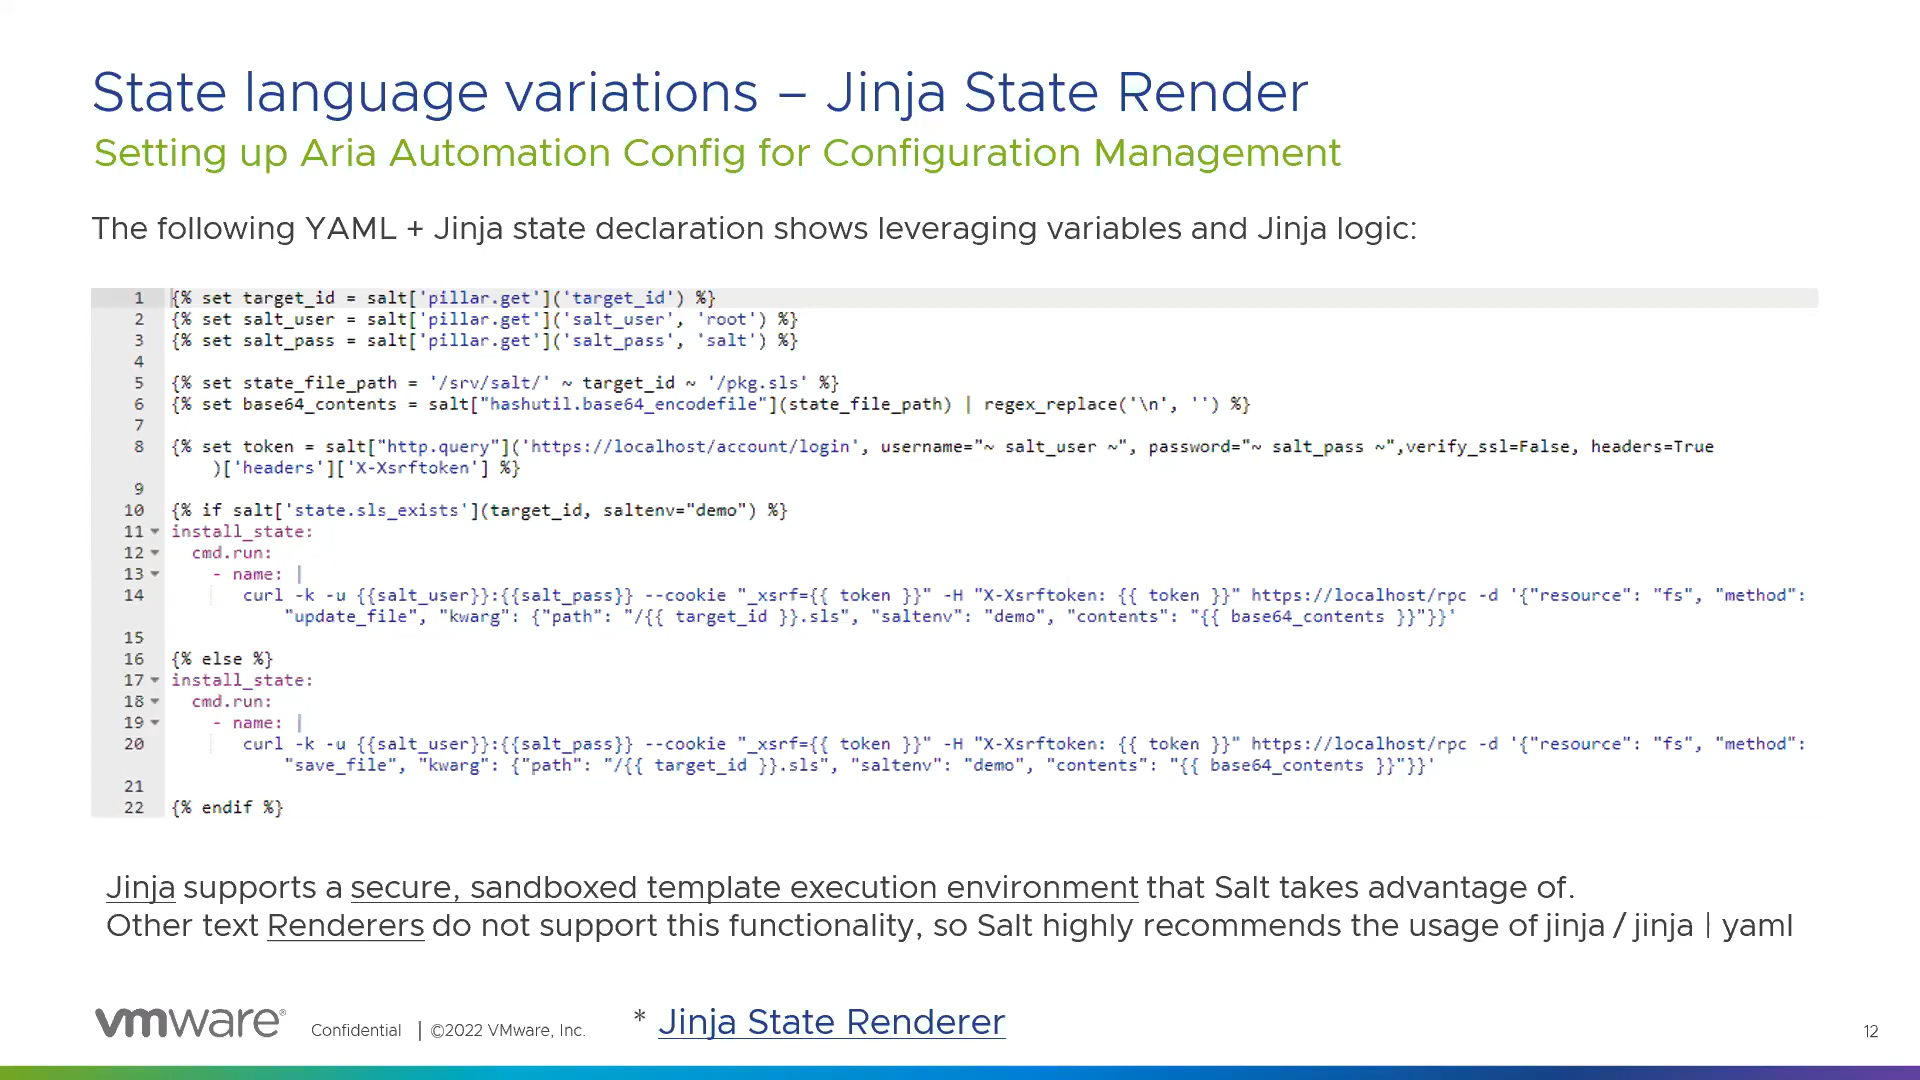 State language variations – Jinja State Render
Setting up Aria Automation Config for Configuration Management
The following YAML + Jinja state declaration shows leveraging variables and Jinja logic:
1 {% set target_id = salt['pillar.get']('target_id') %}
2 {% set salt_user = salt['pillar.get']('salt_user', 'root') %}
3 {% set salt_pass = salt['pillar.get']('salt_pass', 'salt') %}
4
5 {% set state_file_path = '/srv/salt/' ~ target_id ~ '/pkg.sls' %}
6 {% set base64_contents = salt["hashutil.base64_encodefile"](state_file_path) | regex_replace('\n', '') %}
7
8 {% set token = salt["http.query"]('https://localhost/account/login', username="~ salt_user ~", password="~ salt_pass ~",verify_ssl=False, headers=True
)['headers']['X-Xsrftoken'] %}
9
10 {% if salt['state.sls_exists'](target_id, saltenv="demo") %}
11 install_state:
12 cmd.run:
13 - name: |
14 curl -k -u {{salt_user}}:{{salt_pass}} --cookie "_xsrf={{ token }}" -H "X-Xsrftoken: {{ token }}" https://localhost/rpc -d '{"resource": "fs", "method":
"update_file", "kwarg": {"path": "/{{ target_id }}.sls", "saltenv": "demo", "contents": "{{ base64_contents }}"}}'
15
16 {% else %}
17 install_state:
18 cmd.run:
19 - name: |
20 curl -k -u {{salt_user}}:{{salt_pass}} --cookie "_xsrf={{ token }}" -H "X-Xsrftoken: {{ token }}" https://localhost/rpc -d '{"resource": "fs", "method":
"save_file", "kwarg": {"path": "/{{ target_id }}.sls", "saltenv": "demo", "contents": "{{ base64_contents }}"}}'
21
22 {% endif %}
Jinja supports a secure, sandboxed template execution environment that Salt takes advantage of.
Other text Renderers do not support this functionality, so Salt highly recommends the usage of jinja / jinja | yaml
vmware® Confidential | ©2022 VMware, Inc. * Jinja State Renderer 12